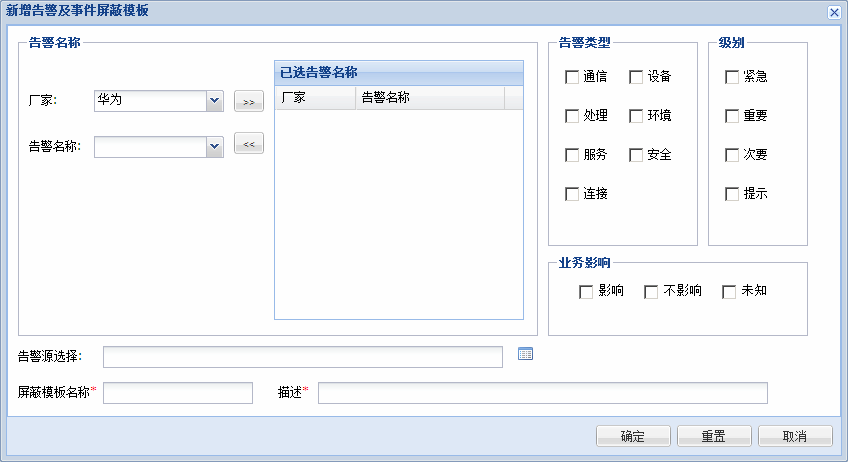 新增告警及事件屏蔽模板
告警名称
厂家:
华为
>>
告警名称:
<<
已选告警名称
厂家 告警名称
告警类型
通信 设备
处理 环境
服务 安全
连接
级别
紧急
重要
次要
提示
业务影响
影响 不影响 未知
告警源选择:
屏蔽模板名称* 描述*
确定 重置 取消